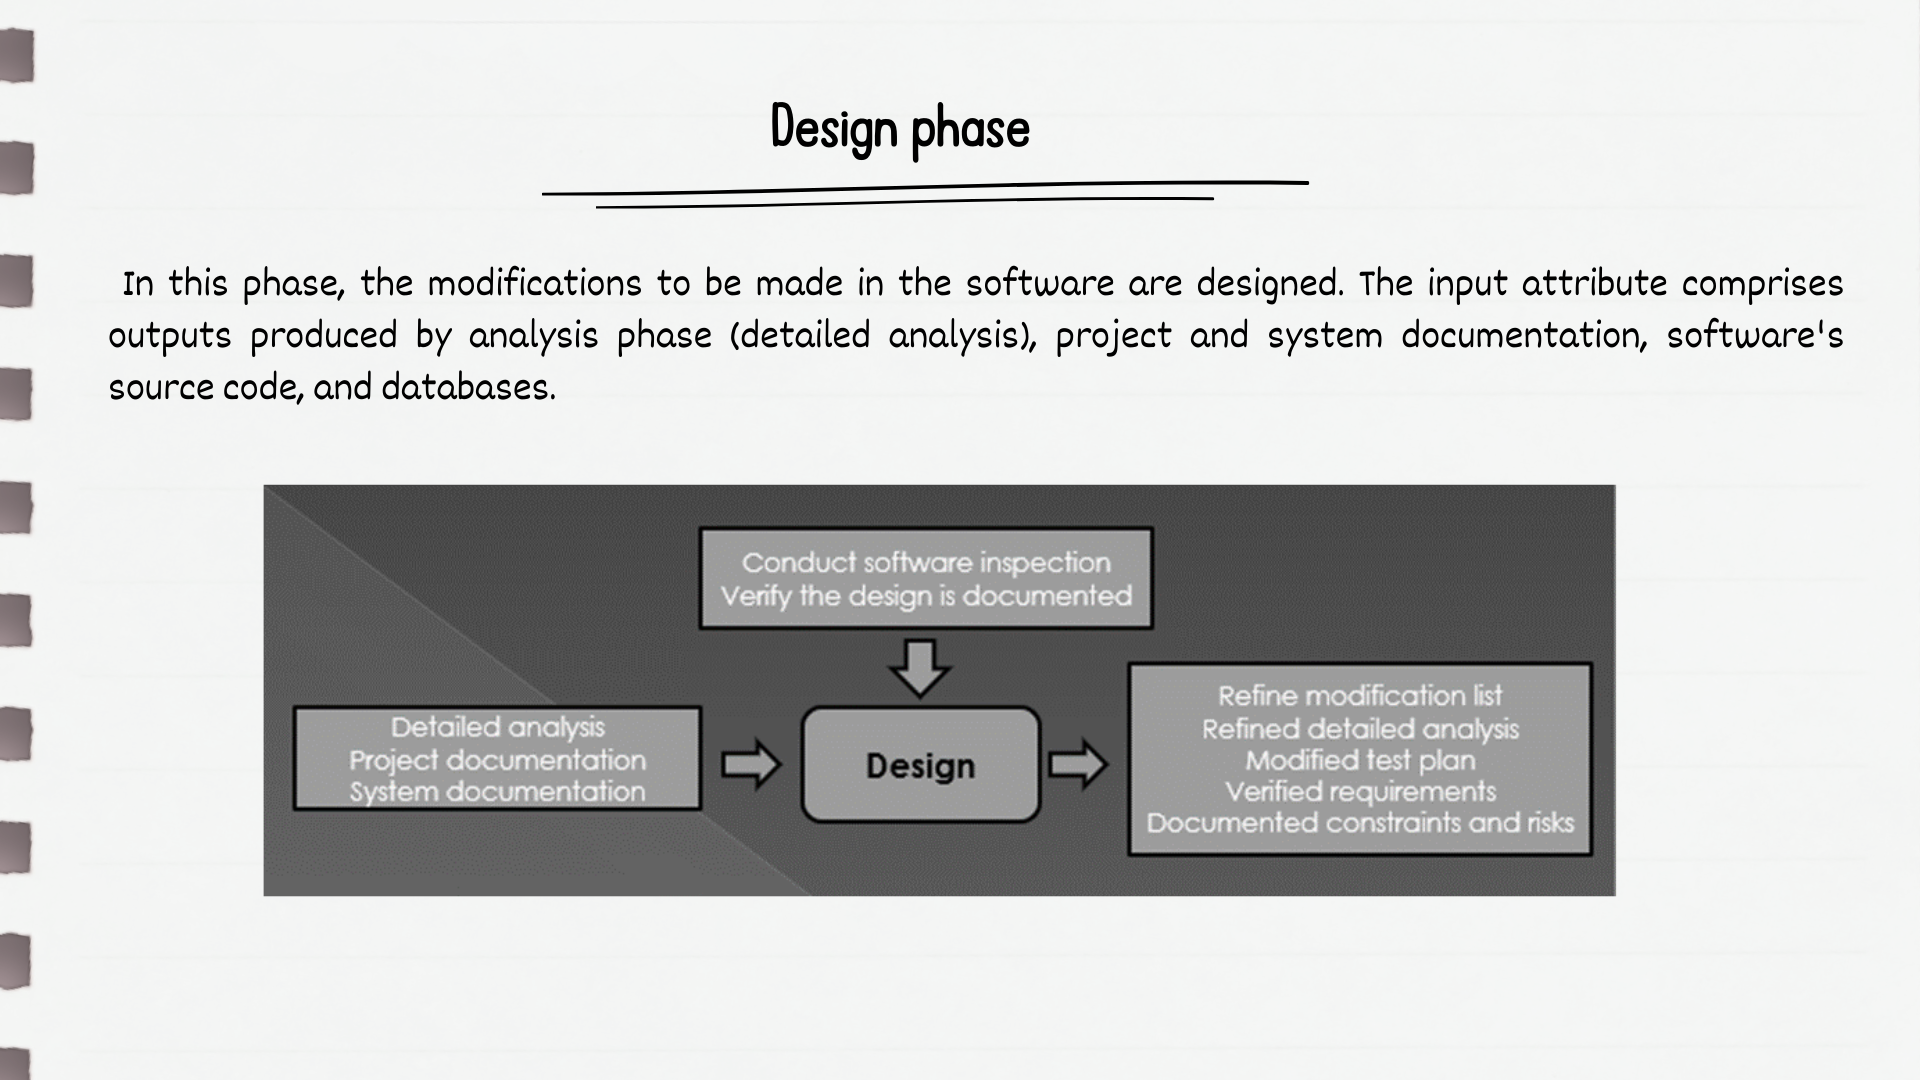 Design phase
In this phase, the modifications to be made in the software are designed. The input attribute comprises
outputs produced by analysis phase (detailed analysis), project and system documentation, software's
source code, and databases.
Conduct software inspection
Verify the design is documented
Detailed analysis
Project documentation
System documentation
Design
Refine modification list
Refined detailed analysis
Modified test plan
Verified requirements
Documented constraints and risks